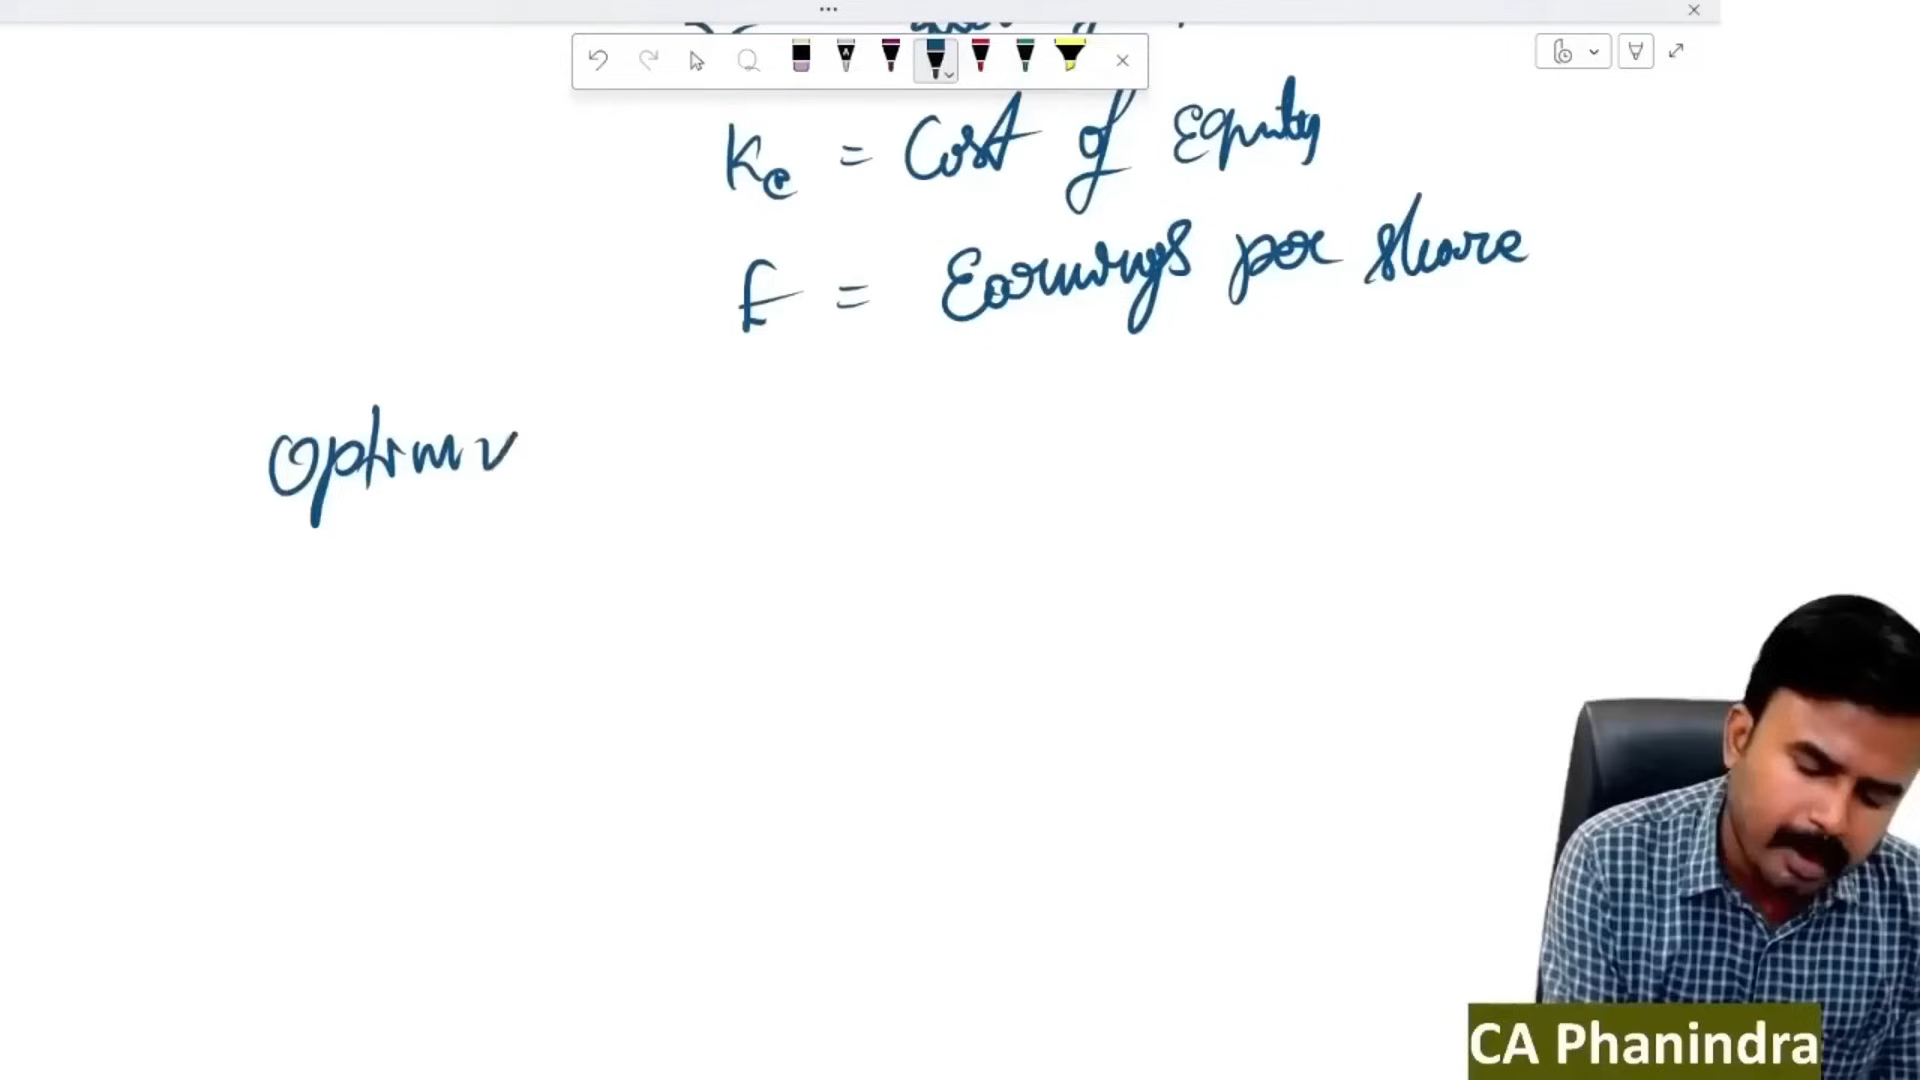 Ke = Cost of Equity
E = Earnings per share
Optimu
CA Phanindra